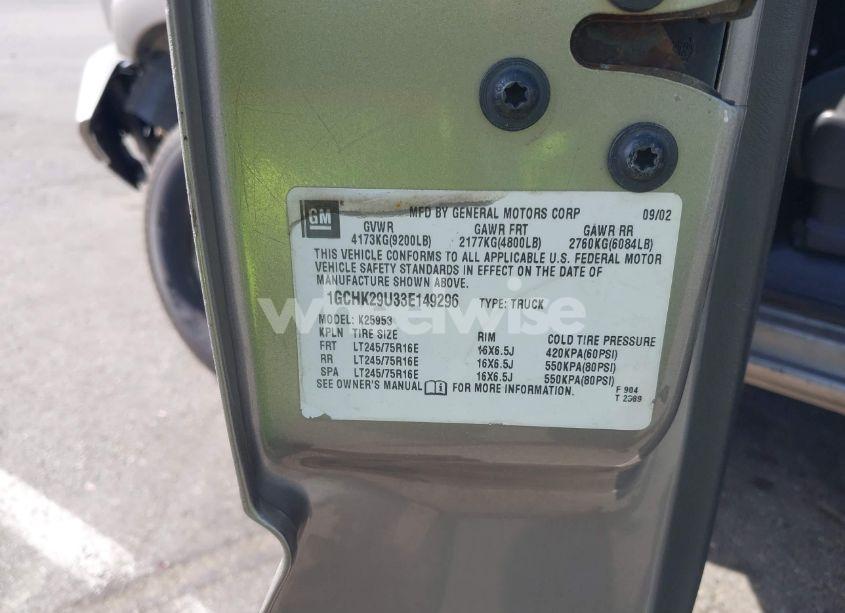 GM MFD BY GENERAL MOTORS CORP 09/02
GVWR GAWR FRT GAWR RR
4173KG(9200LB) 2177KG(4800LB) 2760KG(6084LB)
THIS VEHICLE CONFORMS TO ALL APPLICABLE U.S. FEDERAL MOTOR
VEHICLE SAFETY STANDARDS IN EFFECT ON THE DATE OF
MANUFACTURE SHOWN ABOVE.
1GCHK29U33E149296 TYPE: TRUCK
wheelwise
MODEL: K25953
KPLN TIRE SIZE RIM COLD TIRE PRESSURE
FRT LT245/75R16E 16X6.5J 420KPA(60PSI)
RR LT245/75R16E 16X6.5J 550KPA(80PSI)
SPA LT245/75R16E 16X6.5J 550KPA(80PSI)
SEE OWNER'S MANUAL FOR MORE INFORMATION.
F 904
T 2389